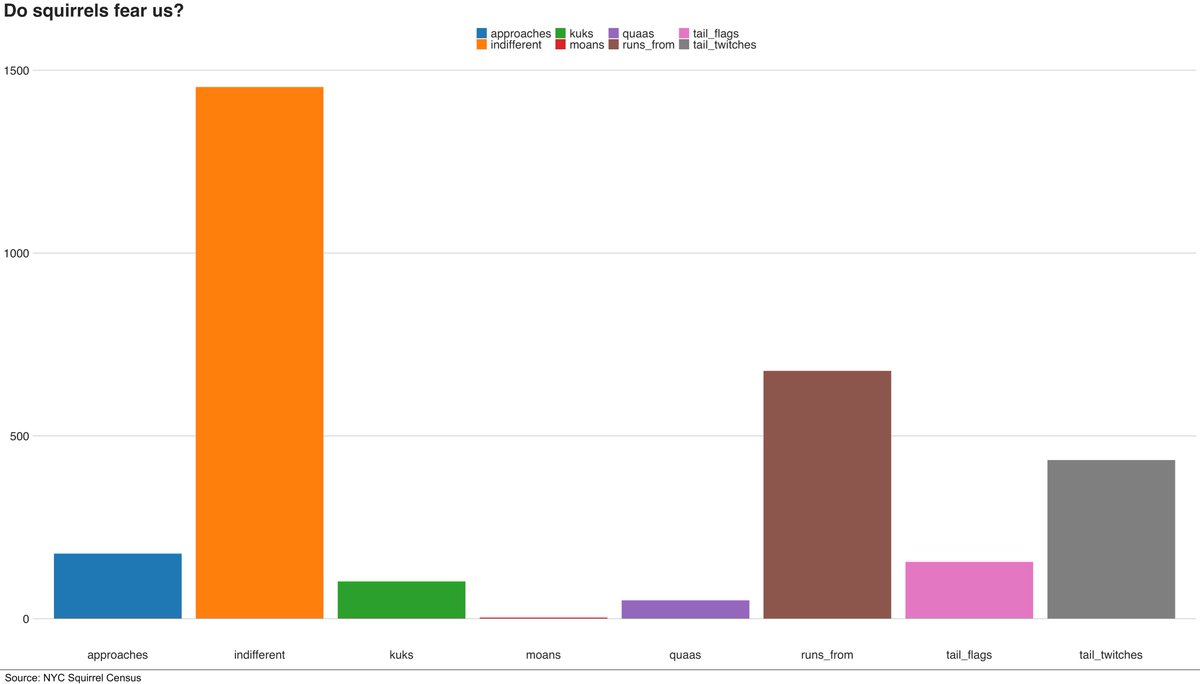 Do squirrels fear us?
approaches kuks quaas tail_flags
indifferent moans runs_from tail_twitches
1500
1000
500
0
approaches indifferent kuks moans quaas runs_from tail_flags tail_twitches
Source: NYC Squirrel Census